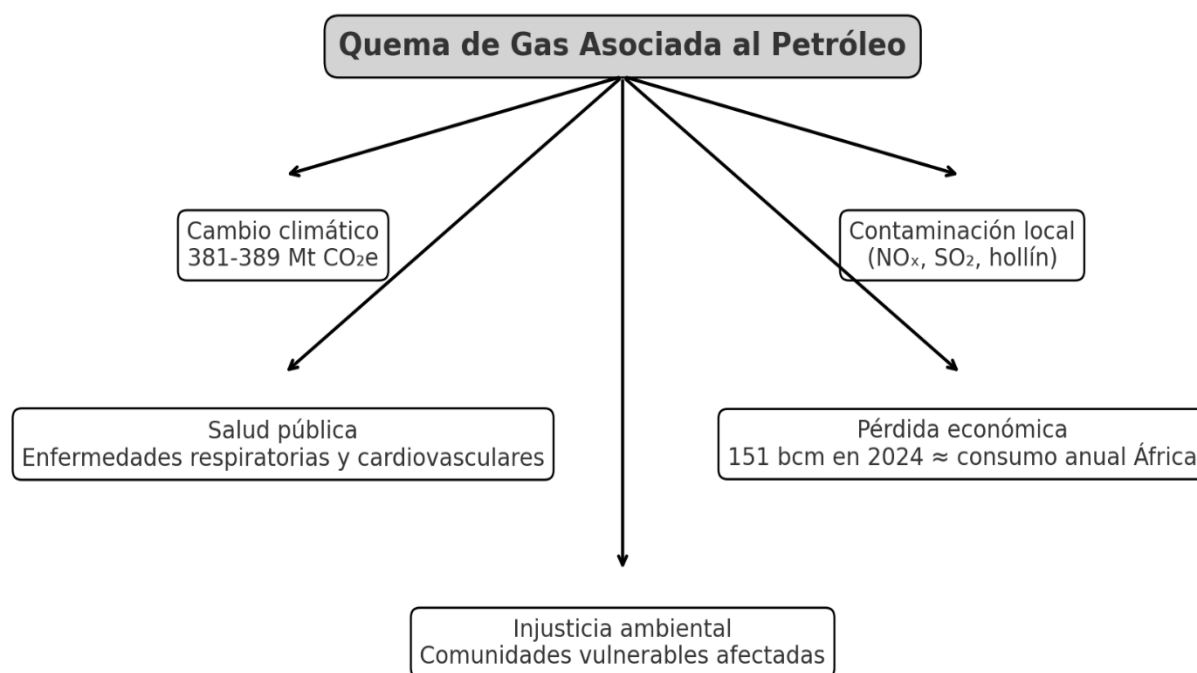 Quema de Gas Asociada al Petróleo
Cambio climático
381-389 Mt CO₂e
Contaminación local
(NOₓ, SO₂, hollín)
Salud pública
Enfermedades respiratorias y cardiovasculares
Pérdida económica
151 bcm en 2024 ≈ consumo anual África
Injusticia ambiental
Comunidades vulnerables afectadas